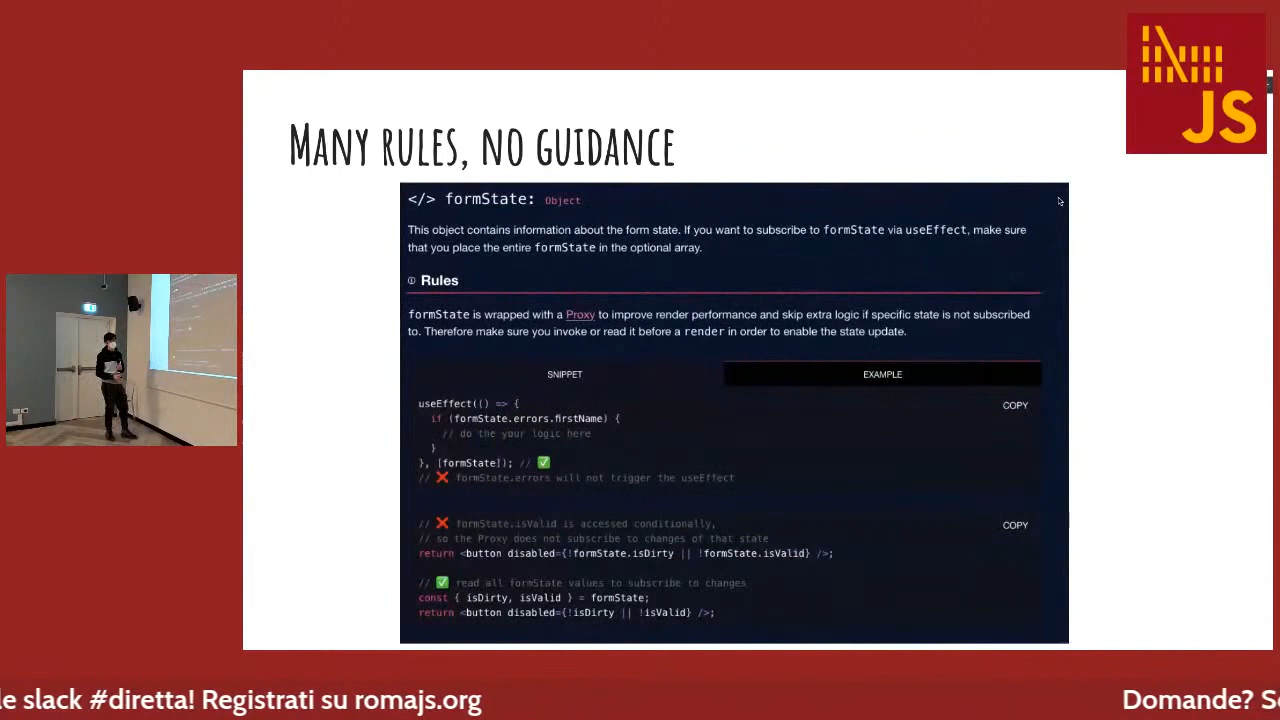 JS
MANY RULES, NO GUIDANCE
</> formState: Object
This object contains information about the form state. If you want to subscribe to formState via useEffect, make sure
that you place the entire formState in the optional array.
Rules
formState is wrapped with a Proxy to improve render performance and skip extra logic if specific state is not subscribed
to. Therefore make sure you invoke or read it before a render in order to enable the state update.
SNIPPET
EXAMPLE
COPY
useEffect(() => {
if (formState.errors.firstName) {
// do the your logic here
}
}, [formState]); // ✅
// ❌ formState.errors will not trigger the useEffect
COPY
// ❌ formState.isValid is accessed conditionally,
// so the Proxy does not subscribe to changes of that state
return <button disabled={!formState.isDirty || !formState.isValid} />;
// ✅ read all formState values to subscribe to changes
const { isDirty, isValid } = formState;
return <button disabled={!isDirty || !isValid} />;
le slack #diretta! Registrati su romajs.org
Domande? Sc